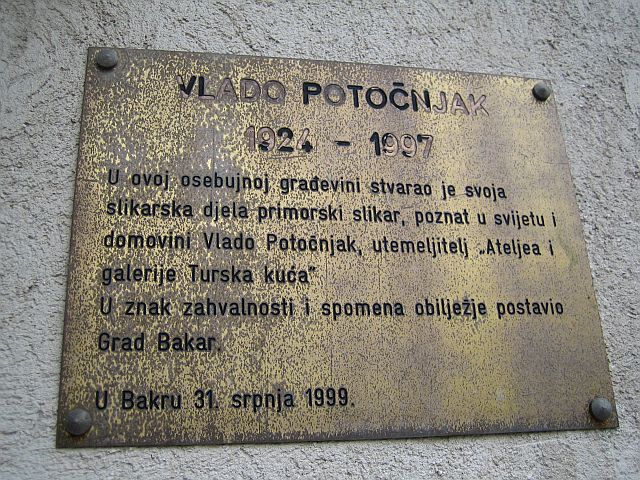 VLADO POTOČNJAK
1924 - 1997
U ovoj osebujnoj građevini stvarao je svoja
slikarska djela primorski slikar, poznat u svijetu i
domovini Vlado Potočnjak, utemeljitelj „Ateljea i
galerije Turska kuća"
U znak zahvalnosti i spomena obilježje postavio
Grad Bakar.
U Bakru 31. srpnja 1999.